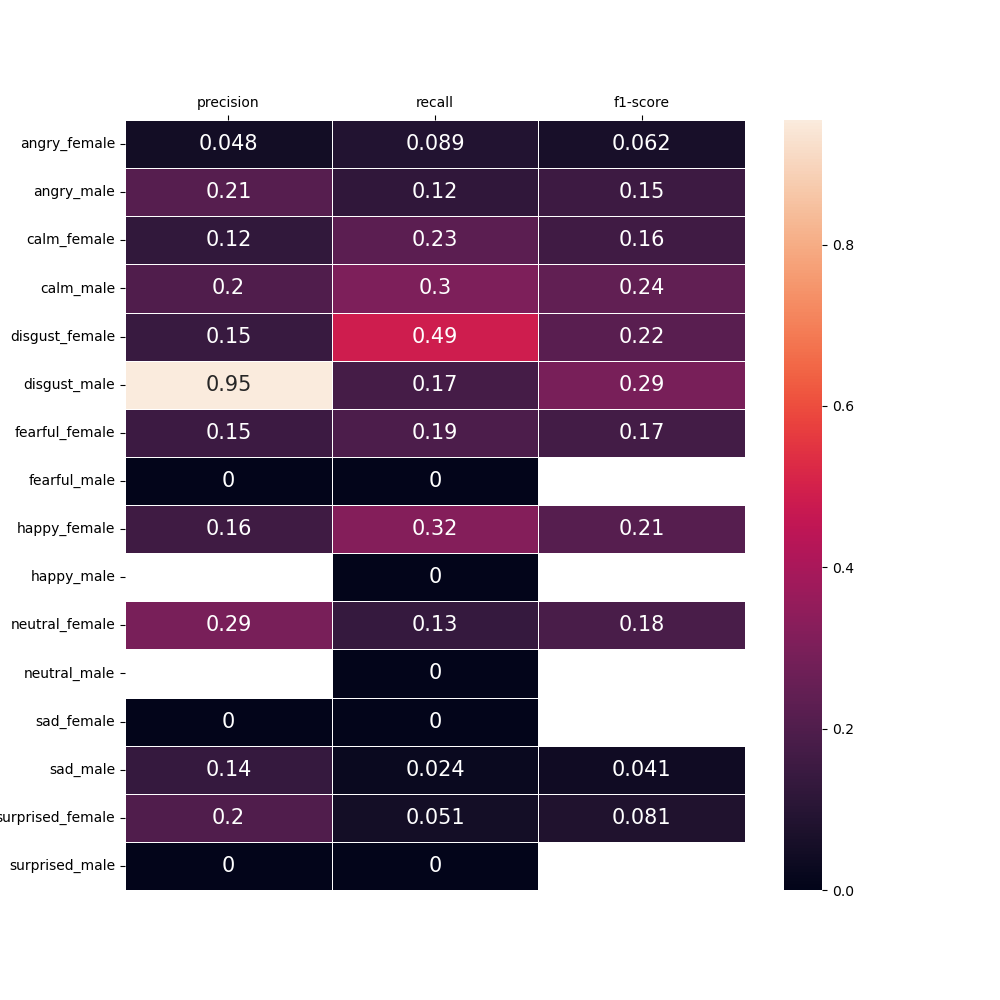 precision recall f1-score
angry_female 0.048 0.089 0.062
angry_male 0.21 0.12 0.15
calm_female 0.12 0.23 0.16
0.8
calm_male 0.2 0.3 0.24
disgust_female 0.15 0.49 0.22
disgust_male 0.95 0.17 0.29
0.6
fearful_female 0.15 0.19 0.17
fearful_male 0 0
happy_female 0.16 0.32 0.21
0.4
happy_male 0
neutral_female 0.29 0.13 0.18
neutral_male 0
sad_female 0 0
0.2
sad_male 0.14 0.024 0.041
surprised_female 0.2 0.051 0.081
surprised_male 0 0
0.0